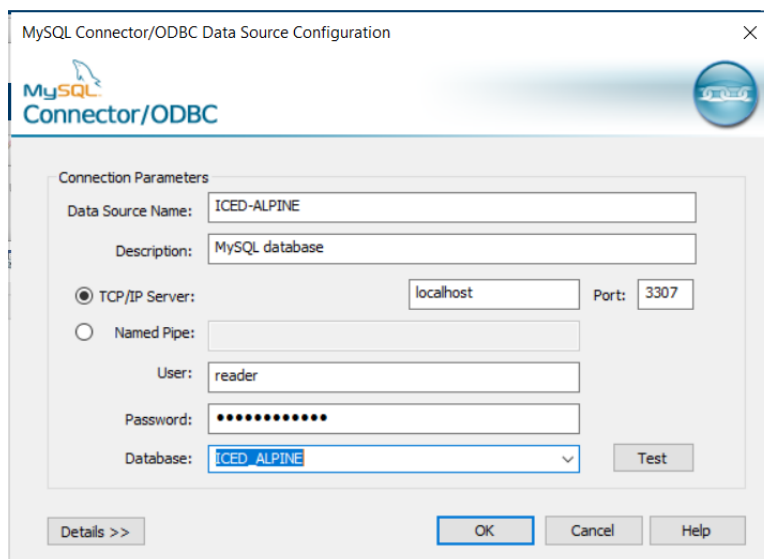 MySQL Connector/ODBC Data Source Configuration
MySQL
Connector/ODBC
Connection Parameters
Data Source Name: ICED-ALPINE
Description: MySQL database
TCP/IP Server: localhost Port: 3307
Named Pipe:
User: reader
Password: ••••••••••••
Database: ICED_ALPINE Test
Details >> OK Cancel Help